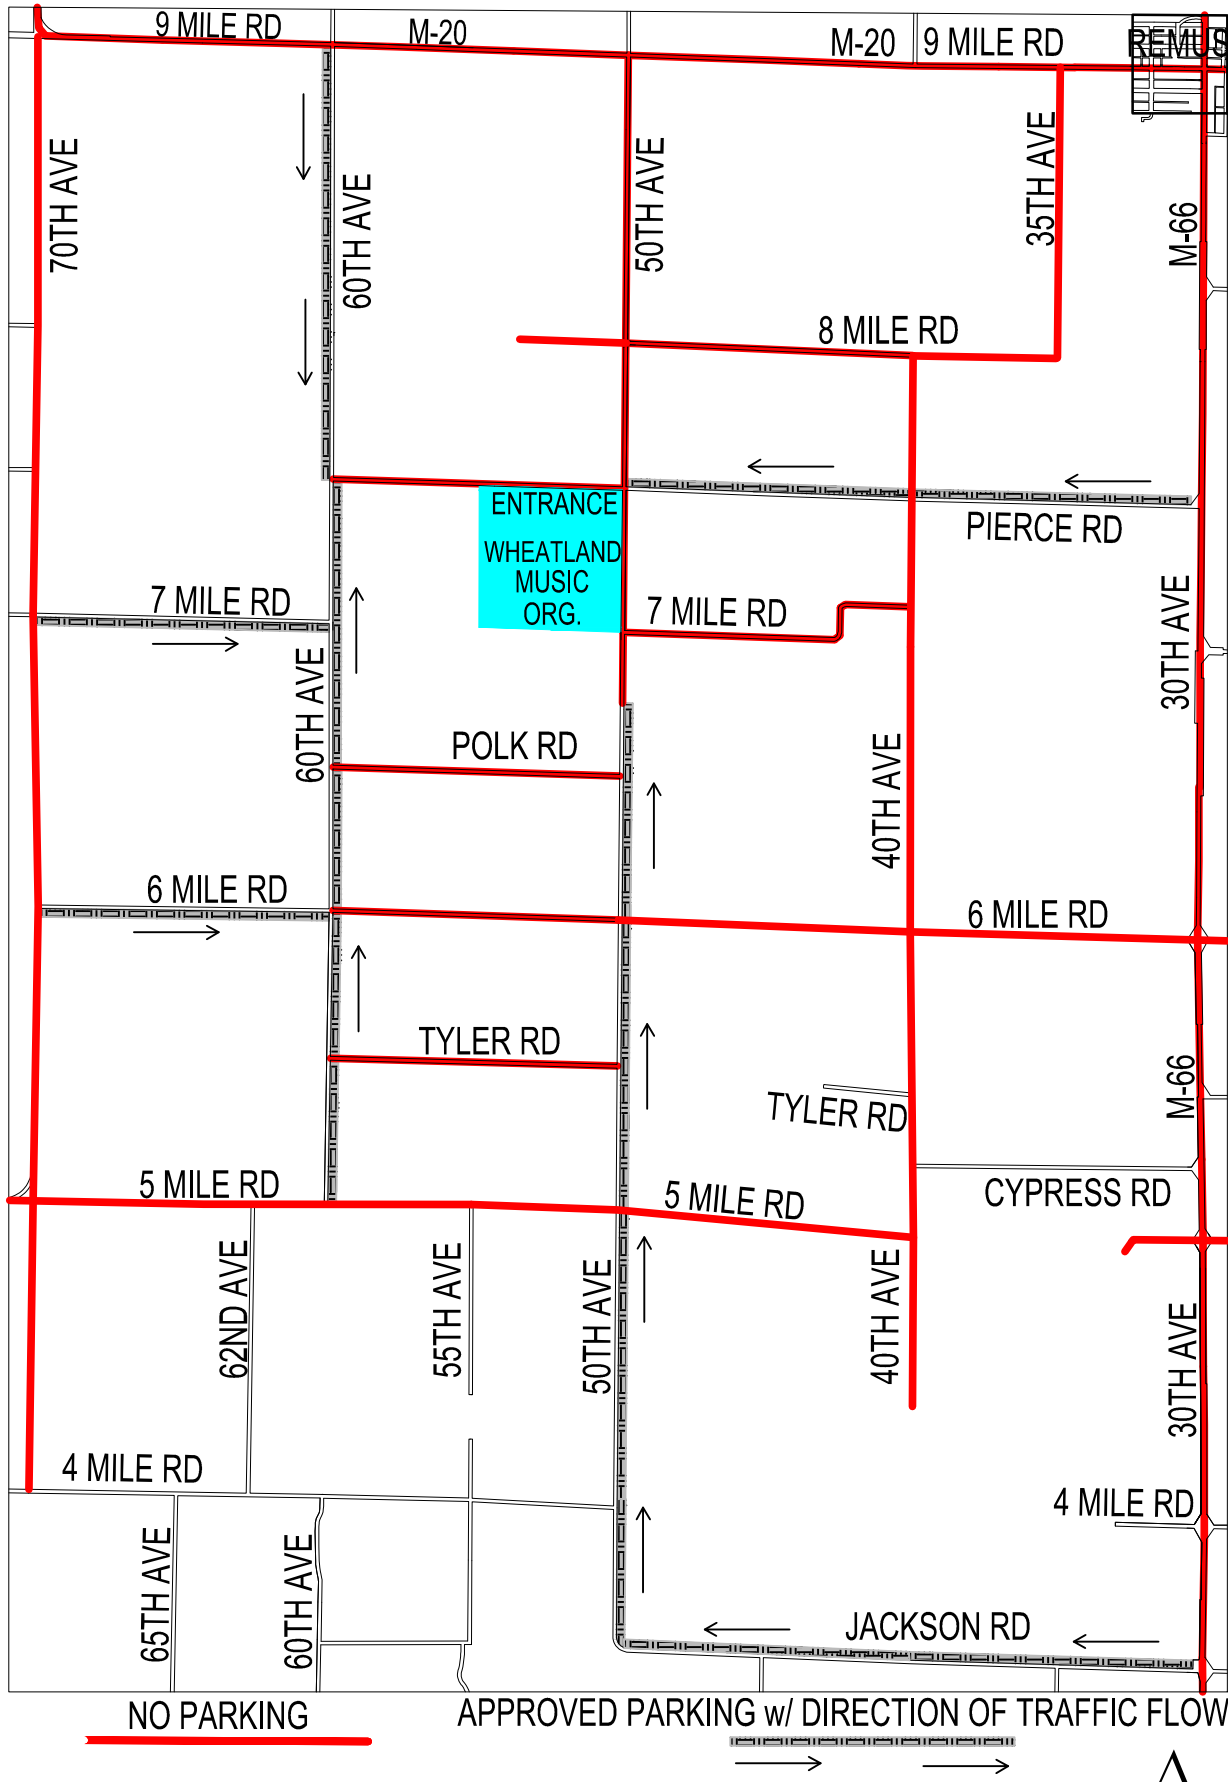 9 MILE RD
M-20
M-20
9 MILE RD
REMUS
70TH AVE
60TH AVE
50TH AVE
35TH AVE
M-66
8 MILE RD
ENTRANCE
WHEATLAND
MUSIC
ORG.
PIERCE RD
7 MILE RD
7 MILE RD
30TH AVE
60TH AVE
POLK RD
40TH AVE
6 MILE RD
6 MILE RD
TYLER RD
TYLER RD
M-66
5 MILE RD
5 MILE RD
CYPRESS RD
62ND AVE
55TH AVE
50TH AVE
40TH AVE
30TH AVE
4 MILE RD
4 MILE RD
65TH AVE
60TH AVE
JACKSON RD
NO PARKING
APPROVED PARKING w/ DIRECTION OF TRAFFIC FLOW